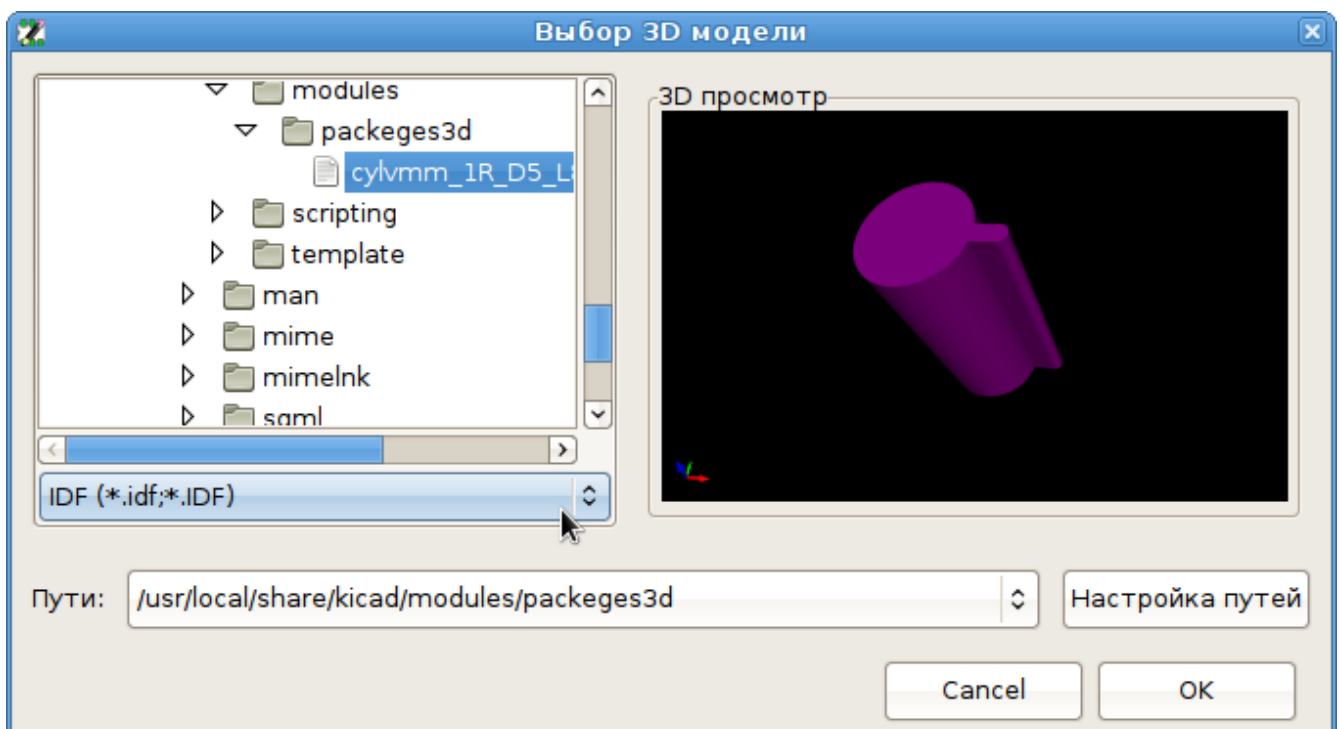 Выбор 3D модели
modules
packeges3d
cylvmm_1R_D5_L
scripting
template
man
mime
mimelnk
sgml
IDF (*.idf;*.IDF)
3D просмотр
Пути:
/usr/local/share/kicad/modules/packeges3d
Настройка путей
Cancel
OK